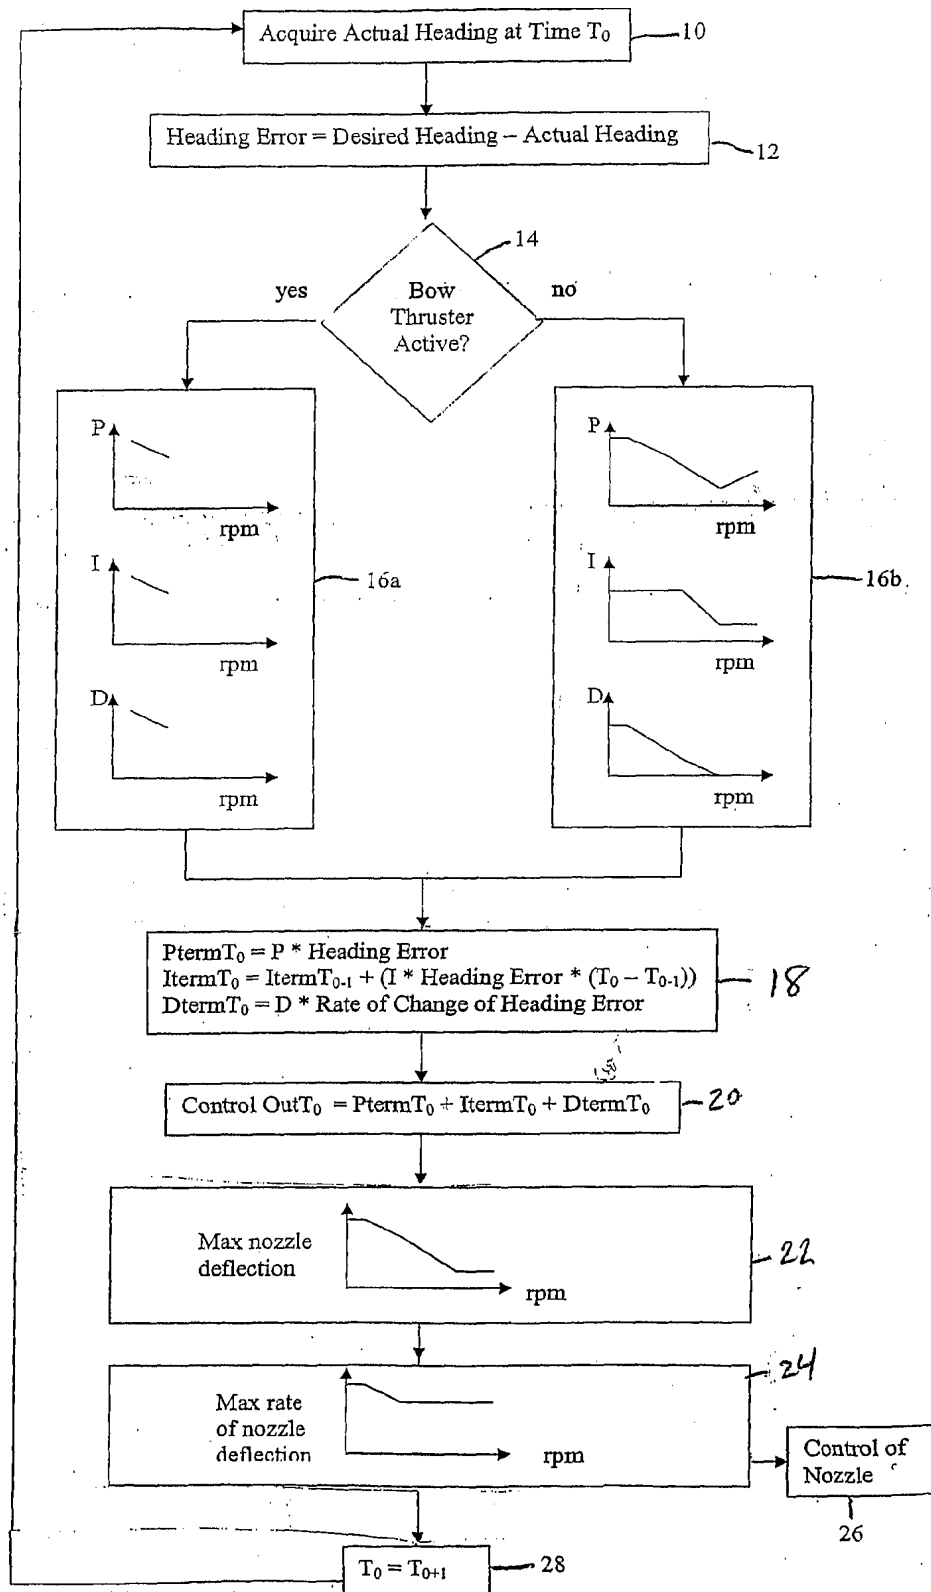 Acquire Actual Heading at Time T₀
10
Heading Error = Desired Heading – Actual Heading
12
14
yes
Bow
Thruster
Active?
no
P
rpm
I
rpm
D
rpm
16a
P
rpm
I
rpm
D
rpm
16b
PtermT₀ = P * Heading Error
ItermT₀ = ItermT₀₋₁ + (I * Heading Error * (T₀ – T₀₋₁))
DtermT₀ = D * Rate of Change of Heading Error
18
Control OutT₀ = PtermT₀ + ItermT₀ + DtermT₀
20
Max nozzle
deflection
rpm
22
24
Max rate
of nozzle
deflection
rpm
Control of
Nozzle
26
T₀ = T₀₊₁
28